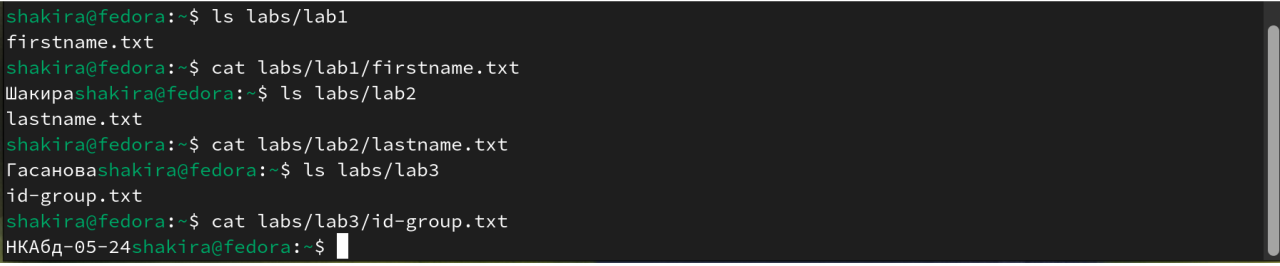 shakira@fedora:~$ ls labs/lab1
firstname.txt
shakira@fedora:~$ cat labs/lab1/firstname.txt
Шакираshakira@fedora:~$ ls labs/lab2
lastname.txt
shakira@fedora:~$ cat labs/lab2/lastname.txt
Гасановаshakira@fedora:~$ ls labs/lab3
id-group.txt
shakira@fedora:~$ cat labs/lab3/id-group.txt
НКАбд-05-24shakira@fedora:~$